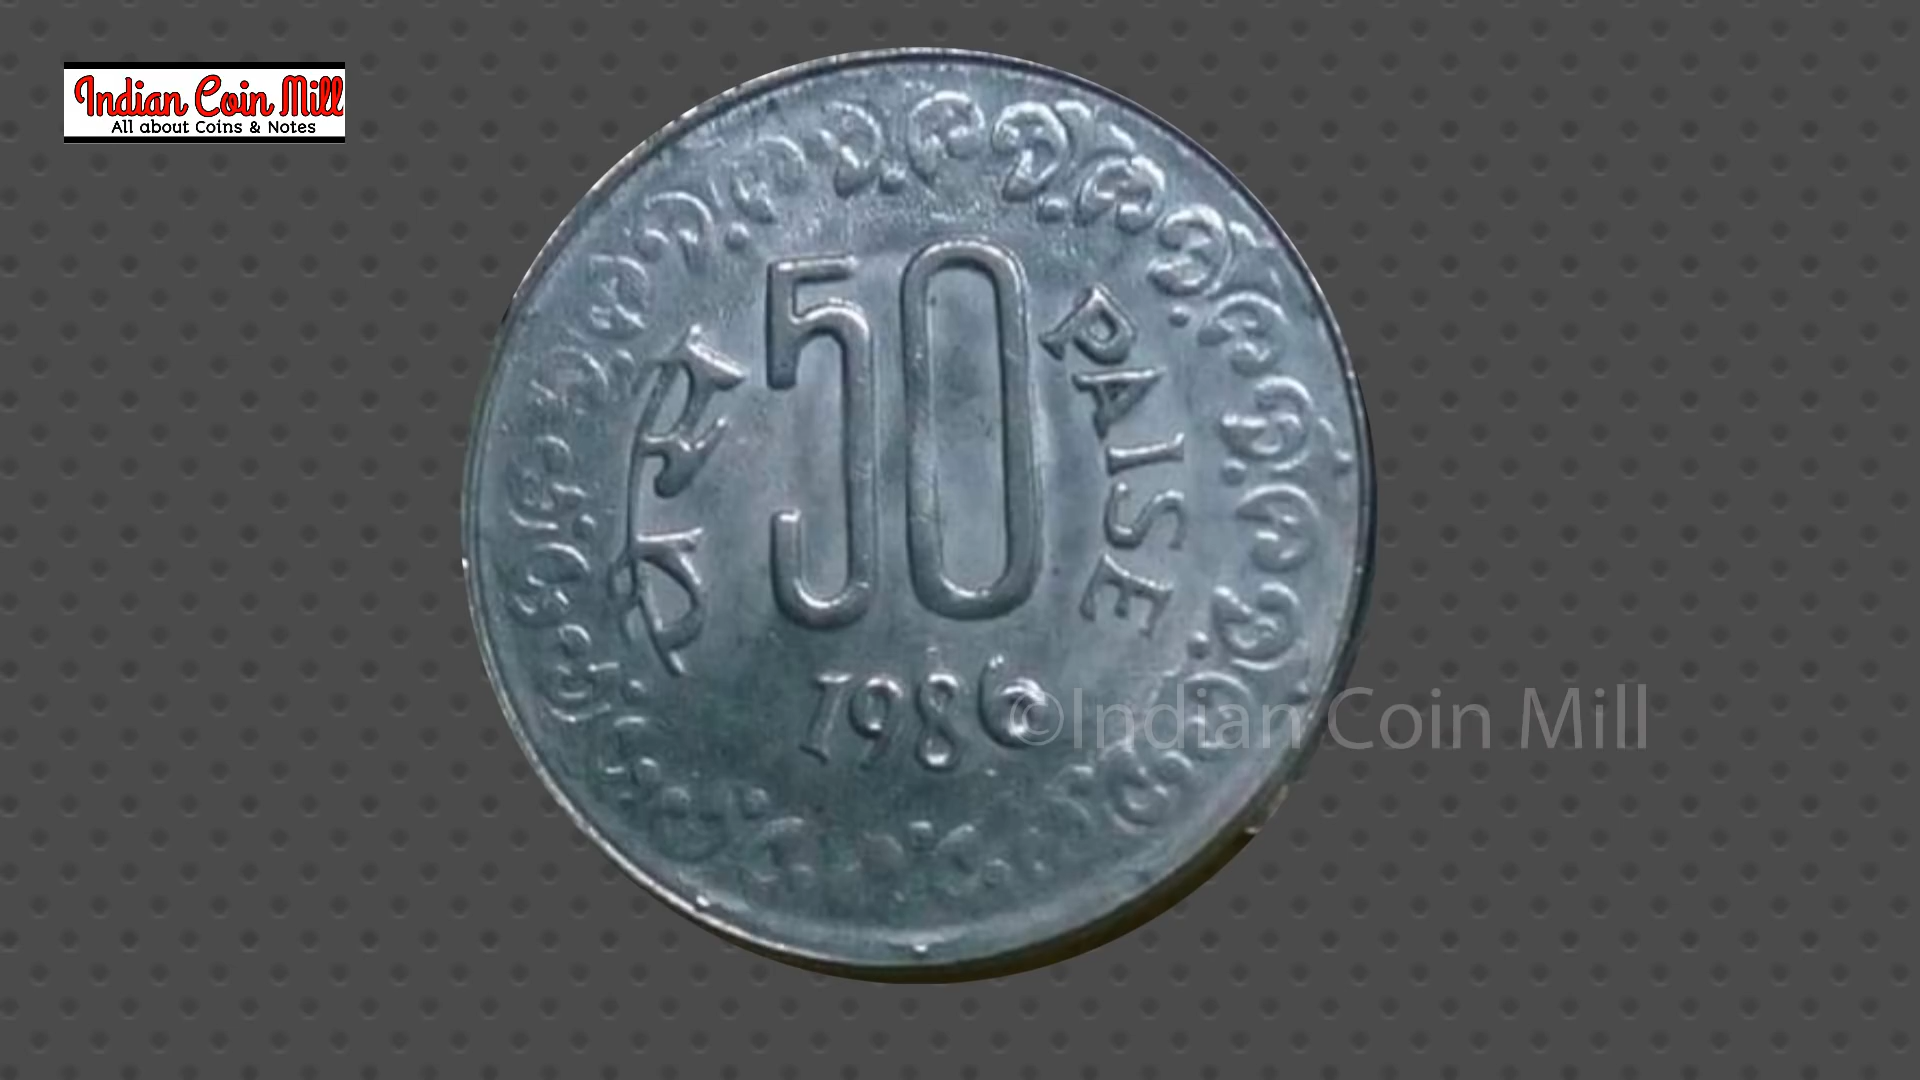 Indian Coin Mill
All about Coins & Notes
पैसे
50
PAISE
1986
©Indian Coin Mill